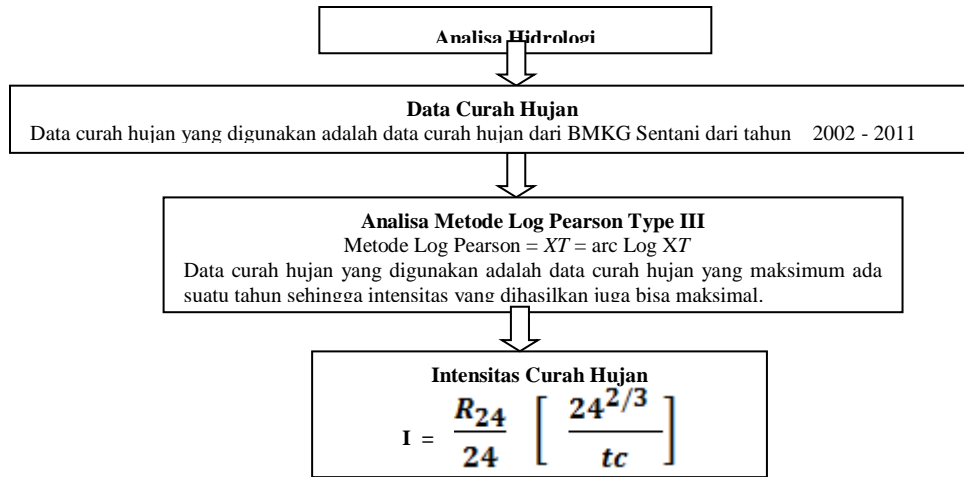 Analisa Hidrologi
Data Curah Hujan
Data curah hujan yang digunakan adalah data curah hujan dari BMKG Sentani dari tahun 2002 - 2011
Analisa Metode Log Pearson Type III
Metode Log Pearson = XT = arc Log XT
Data curah hujan yang digunakan adalah data curah hujan yang maksimum ada
suatu tahun sehingga intensitas yang dihasilkan juga bisa maksimal.
Intensitas Curah Hujan
I = R₂₄/24 [ 24^2/3 / tc ]